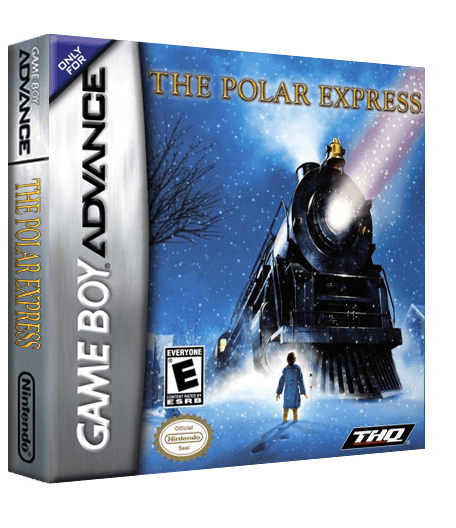 GAME BOY
ADVANCE
THE POLAR EXPRESS
Nintendo®
ONLY
FOR
GAME BOY® ADVANCE
THE POLAR EXPRESS
EVERYONE
E
CONTENT RATED BY
ESRB
Official
Nintendo
Seal
THQ®